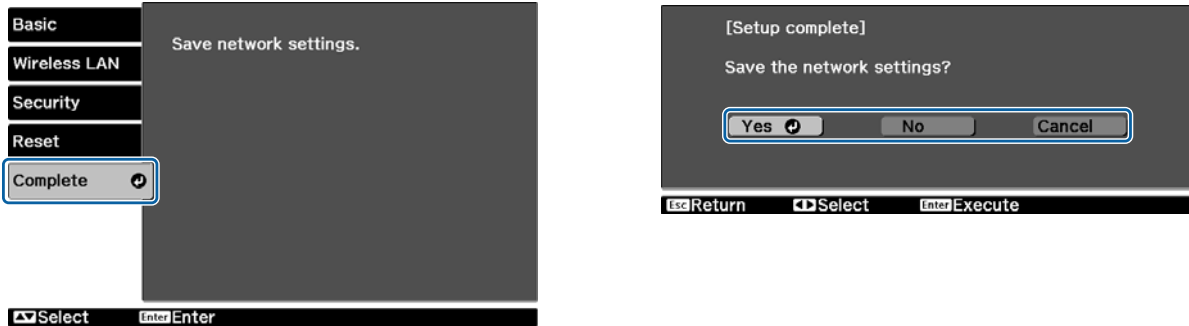 Basic
Wireless LAN
Security
Reset
Complete
Save network settings.
Select Enter Enter
[Setup complete]
Save the network settings?
Yes No Cancel
Esc Return Select Enter Execute